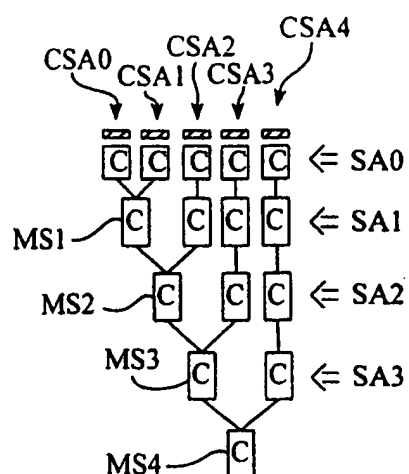 CSA2
CSA4
CSA0
CSA1
CSA3
C C C C C ⇐ SA0
C C C C ⇐ SA1
MS1
C C C ⇐ SA2
MS2
MS3
C C ⇐ SA3
C
MS4